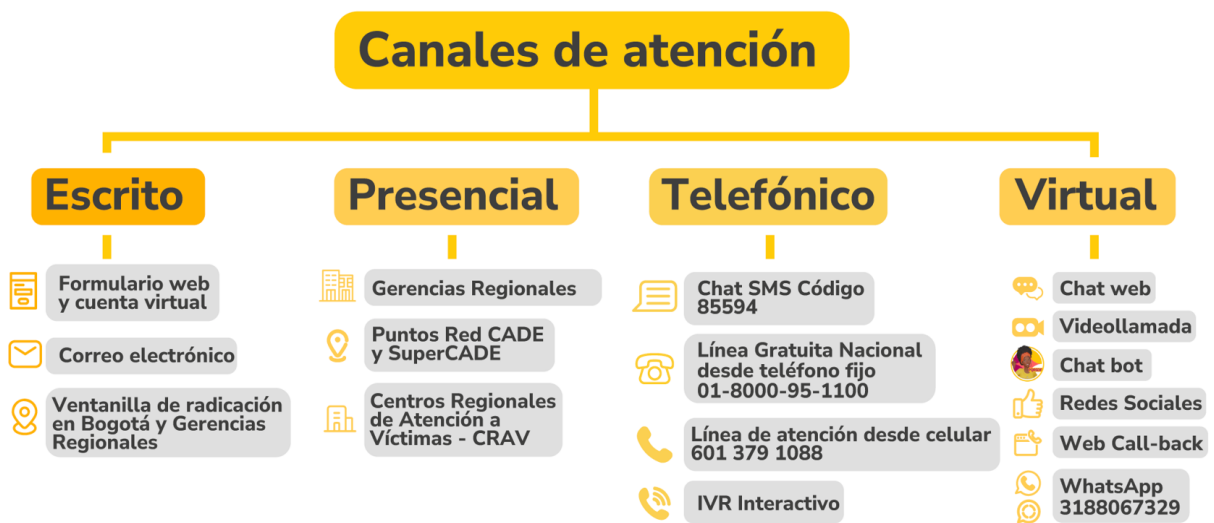 Canales de atención
Escrito
Formulario web
y cuenta virtual
Correo electrónico
Ventanilla de radicación
en Bogotá y Gerencias
Regionales
Presencial
Gerencias Regionales
Puntos Red CADE
y SuperCADE
Centros Regionales
de Atención a
Víctimas - CRAV
Telefónico
Chat SMS Código
85594
Línea Gratuita Nacional
desde teléfono fijo
01-8000-95-1100
Línea de atención desde celular
601 379 1088
IVR Interactivo
Virtual
Chat web
Videollamada
Chat bot
Redes Sociales
Web Call-back
WhatsApp
3188067329